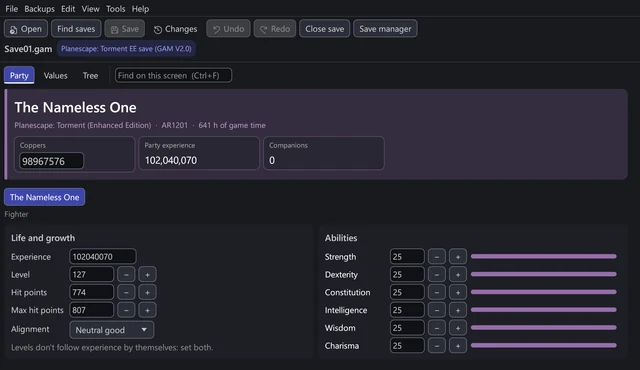 File Backups Edit View Tools Help
Open Find saves Save Changes Undo Redo Close save Save manager
Save01.gam Planescape: Torment EE save (GAM V2.0)
Party Values Tree Find on this screen (Ctrl+F)
The Nameless One
Planescape: Torment (Enhanced Edition) · AR1201 · 641 h of game time
Coppers Party experience Companions
98967576 102,040,070 0
The Nameless One
Fighter
Life and growth
Experience 102040070
Level 127 − +
Hit points 774 − +
Max hit points 807 − +
Alignment Neutral good
Levels don't follow experience by themselves: set both.
Abilities
Strength 25 − +
Dexterity 25 − +
Constitution 25 − +
Intelligence 25 − +
Wisdom 25 − +
Charisma 25 − +